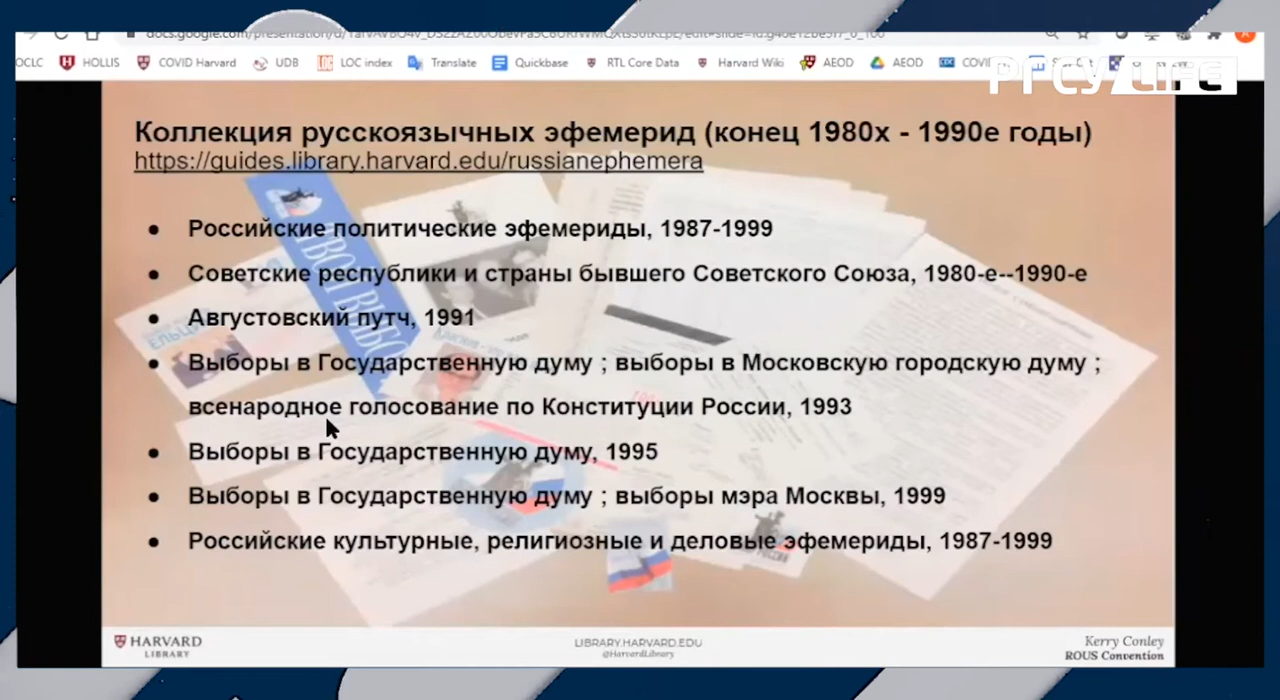 OCLC HOLLIS COVID Harvard UDB LOC index Translate Quickbase RTL Core Data Harvard Wiki AEOD AEOD
РГСУ LIFE
Коллекция русскоязычных эфемерид (конец 1980х - 1990е годы)
https://guides.library.harvard.edu/russianephemera
● Российские политические эфемериды, 1987-1999
● Советские республики и страны бывшего Советского Союза, 1980-е--1990-е
● Августовский путч, 1991
● Выборы в Государственную думу ; выборы в Московскую городскую думу ;
всенародное голосование по Конституции России, 1993
● Выборы в Государственную думу, 1995
● Выборы в Государственную думу ; выборы мэра Москвы, 1999
● Российские культурные, религиозные и деловые эфемериды, 1987-1999
HARVARD
LIBRARY
LIBRARY.HARVARD.EDU
@HarvardLibrary
Kerry Conley
ROUS Convention